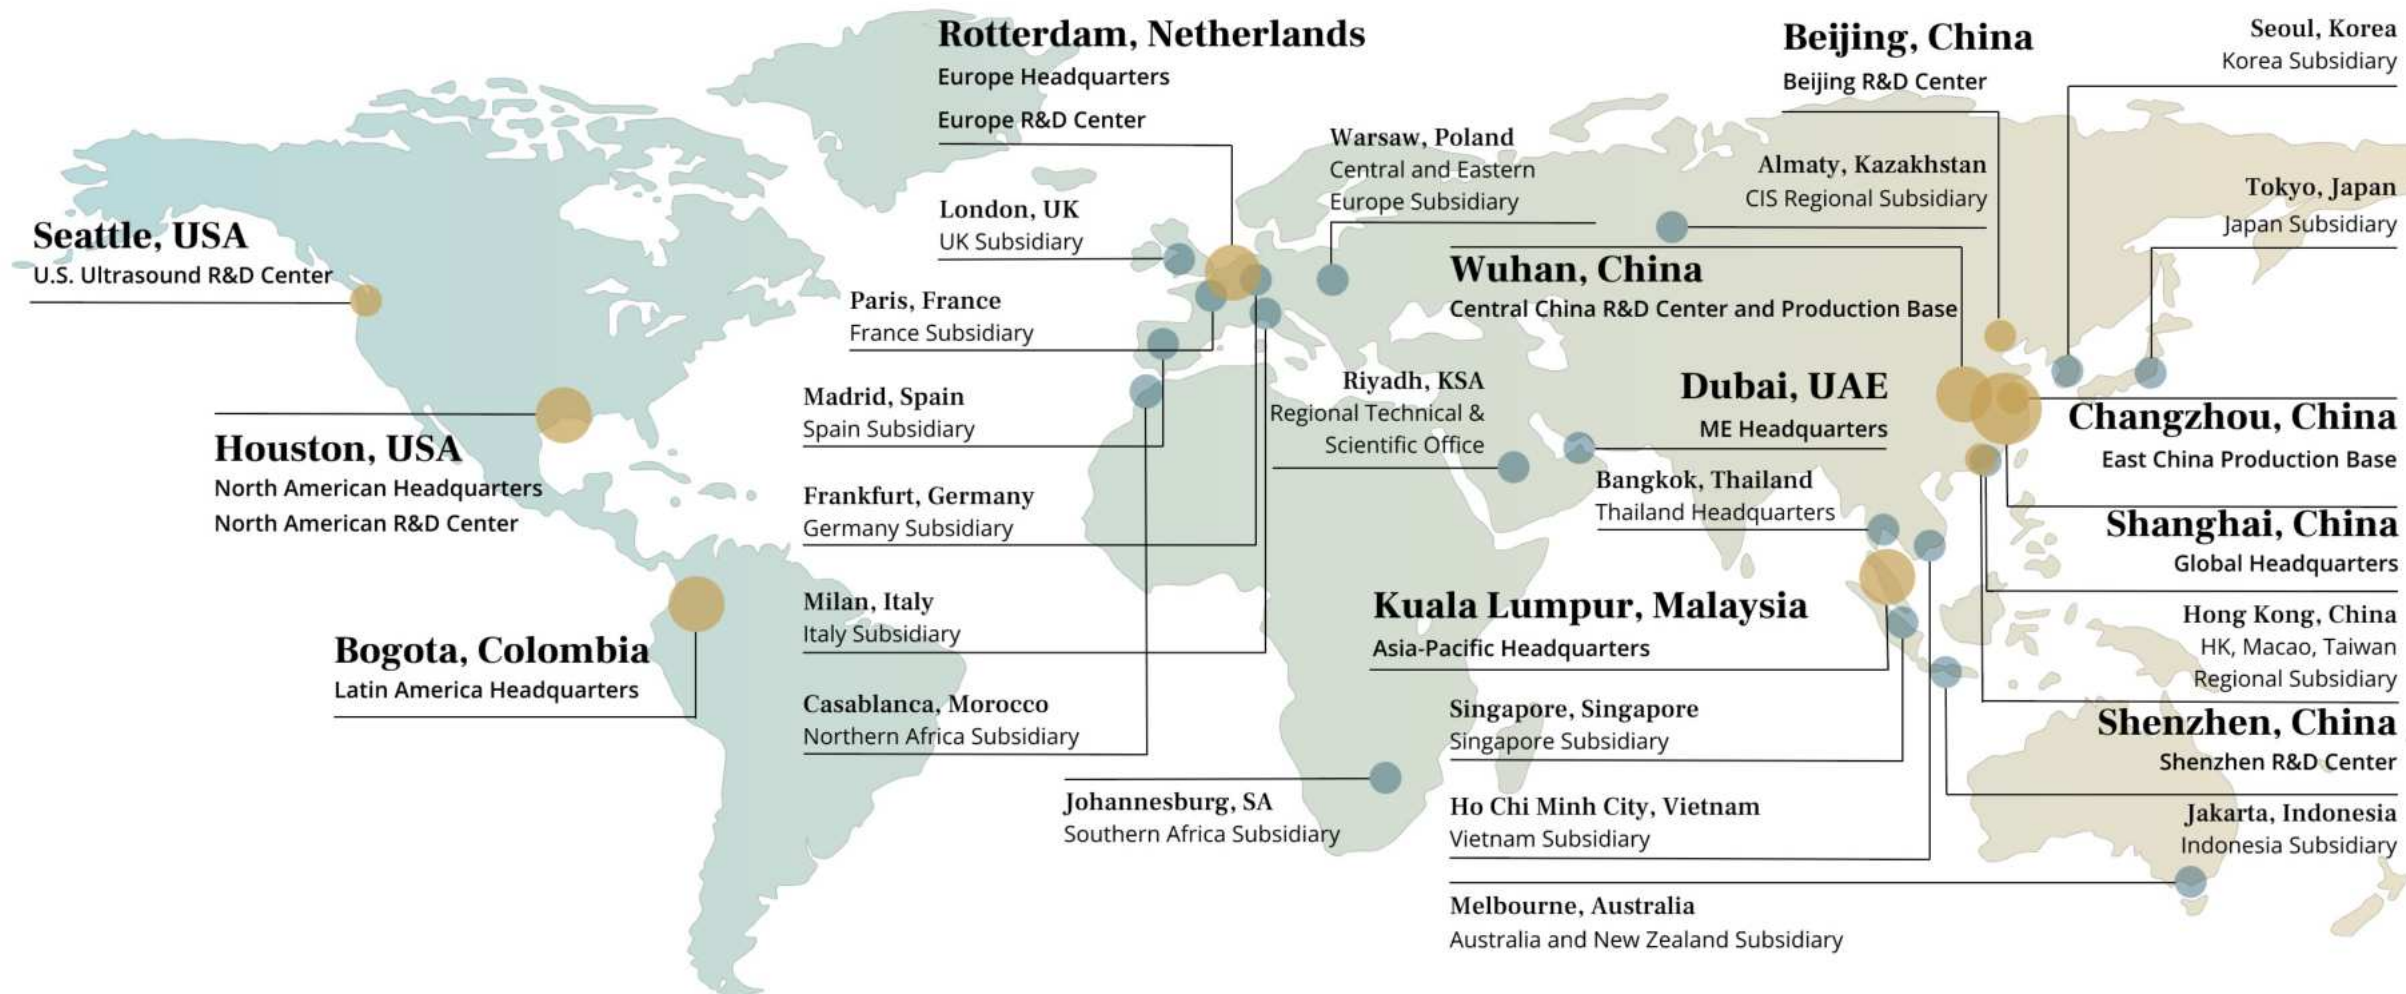 Rotterdam, Netherlands
Europe Headquarters
Europe R&D Center
Beijing, China
Beijing R&D Center
Seoul, Korea
Korea Subsidiary
Warsaw, Poland
Central and Eastern
Europe Subsidiary
Almaty, Kazakhstan
CIS Regional Subsidiary
Tokyo, Japan
Japan Subsidiary
London, UK
UK Subsidiary
Seattle, USA
U.S. Ultrasound R&D Center
Wuhan, China
Central China R&D Center and Production Base
Paris, France
France Subsidiary
Riyadh, KSA
Regional Technical &
Scientific Office
Dubai, UAE
ME Headquarters
Madrid, Spain
Spain Subsidiary
Changzhou, China
East China Production Base
Houston, USA
North American Headquarters
North American R&D Center
Bangkok, Thailand
Thailand Headquarters
Frankfurt, Germany
Germany Subsidiary
Shanghai, China
Global Headquarters
Milan, Italy
Italy Subsidiary
Kuala Lumpur, Malaysia
Asia-Pacific Headquarters
Hong Kong, China
HK, Macao, Taiwan
Regional Subsidiary
Bogota, Colombia
Latin America Headquarters
Casablanca, Morocco
Northern Africa Subsidiary
Singapore, Singapore
Singapore Subsidiary
Shenzhen, China
Shenzhen R&D Center
Johannesburg, SA
Southern Africa Subsidiary
Ho Chi Minh City, Vietnam
Vietnam Subsidiary
Jakarta, Indonesia
Indonesia Subsidiary
Melbourne, Australia
Australia and New Zealand Subsidiary